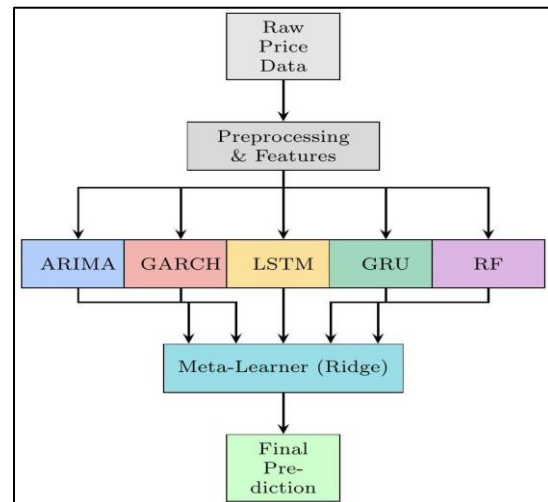 Raw
Price
Data
Preprocessing
& Features
ARIMA GARCH LSTM GRU RF
Meta-Learner (Ridge)
Final
Pre-
diction